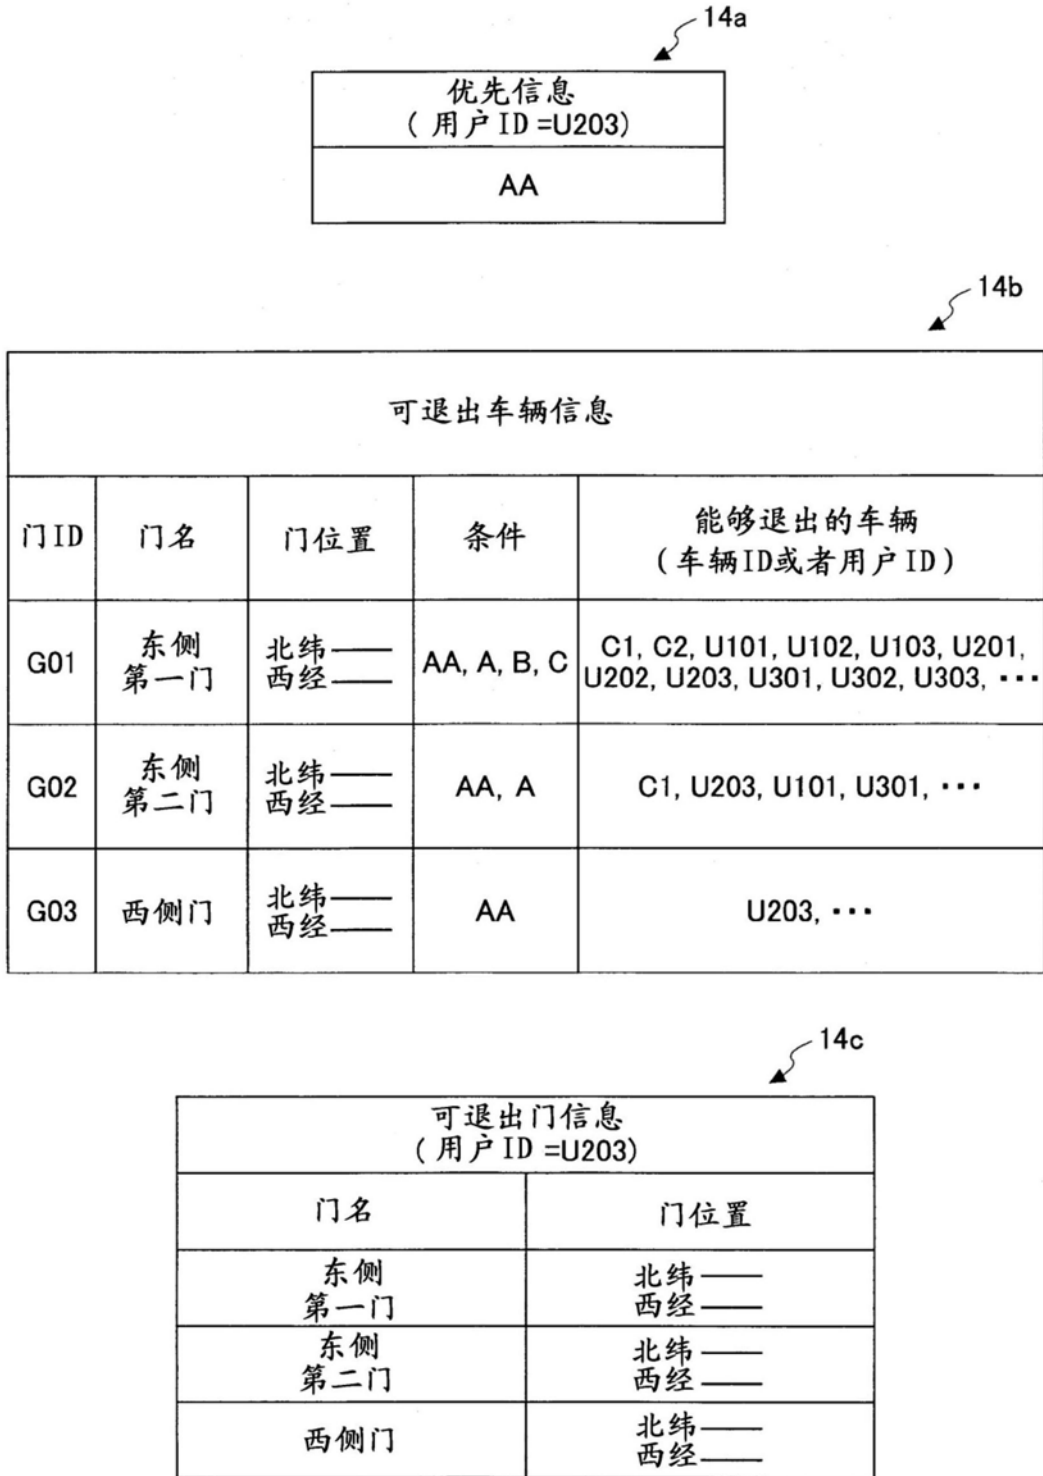 14a
优先信息
(用户ID=U203)
AA
14b
可退出车辆信息
门ID
门名
门位置
条件
能够退出的车辆
(车辆ID或者用户ID)
G01
东侧
第一门
北纬——
西经——
AA, A, B, C
C1, C2, U101, U102, U103, U201,
U202, U203, U301, U302, U303, ···
G02
东侧
第二门
北纬——
西经——
AA, A
C1, U203, U101, U301, ···
G03
西侧门
北纬——
西经——
AA
U203, ···
14c
可退出门信息
(用户ID=U203)
门名
门位置
东侧
第一门
北纬——
西经——
东侧
第二门
北纬——
西经——
西侧门
北纬——
西经——